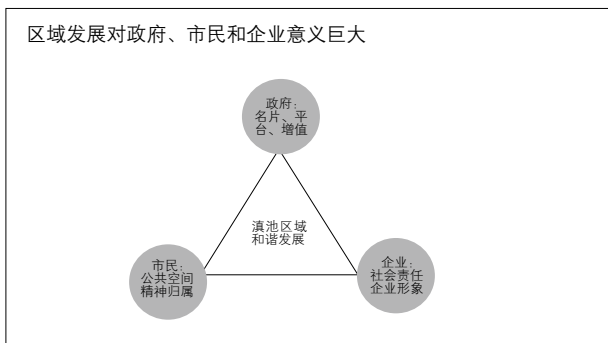 区域发展对政府、市民和企业意义巨大
政府：
名片、平
台、增值
滇池区域
和谐发展
市民：
公共空间
精神归属
企业：
社会责任
企业形象